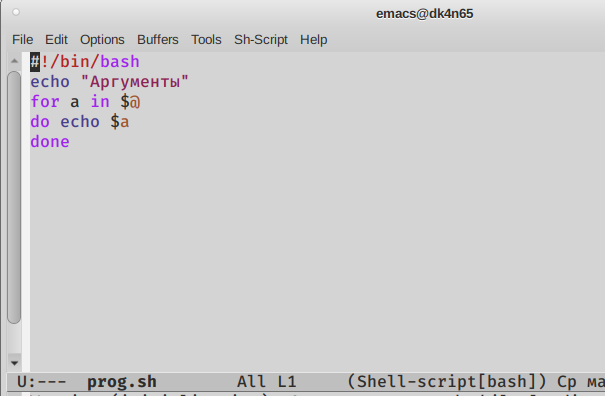 emacs@dk4n65
File Edit Options Buffers Tools Sh-Script Help
#!/bin/bash
echo "Аргументы"
for a in $@
do echo $a
done
U:--- prog.sh All L1 (Shell-script[bash]) Ср ма